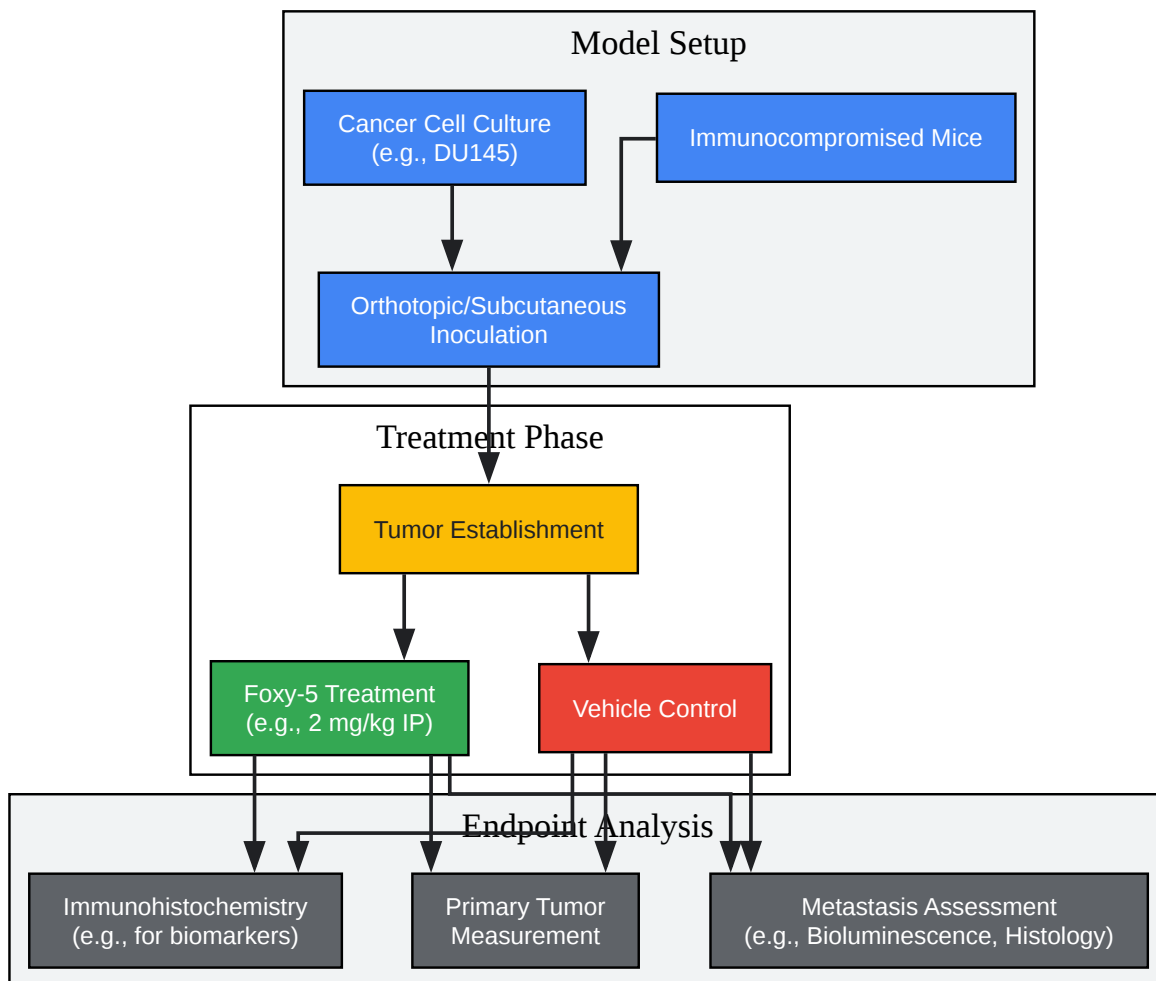 Model Setup
Cancer Cell Culture
(e.g., DU145)
Immunocompromised Mice
Orthotopic/Subcutaneous
Inoculation
Treatment Phase
Tumor Establishment
Foxy-5 Treatment
(e.g., 2 mg/kg IP)
Vehicle Control
Endpoint Analysis
Immunohistochemistry
(e.g., for biomarkers)
Primary Tumor
Measurement
Metastasis Assessment
(e.g., Bioluminescence, Histology)